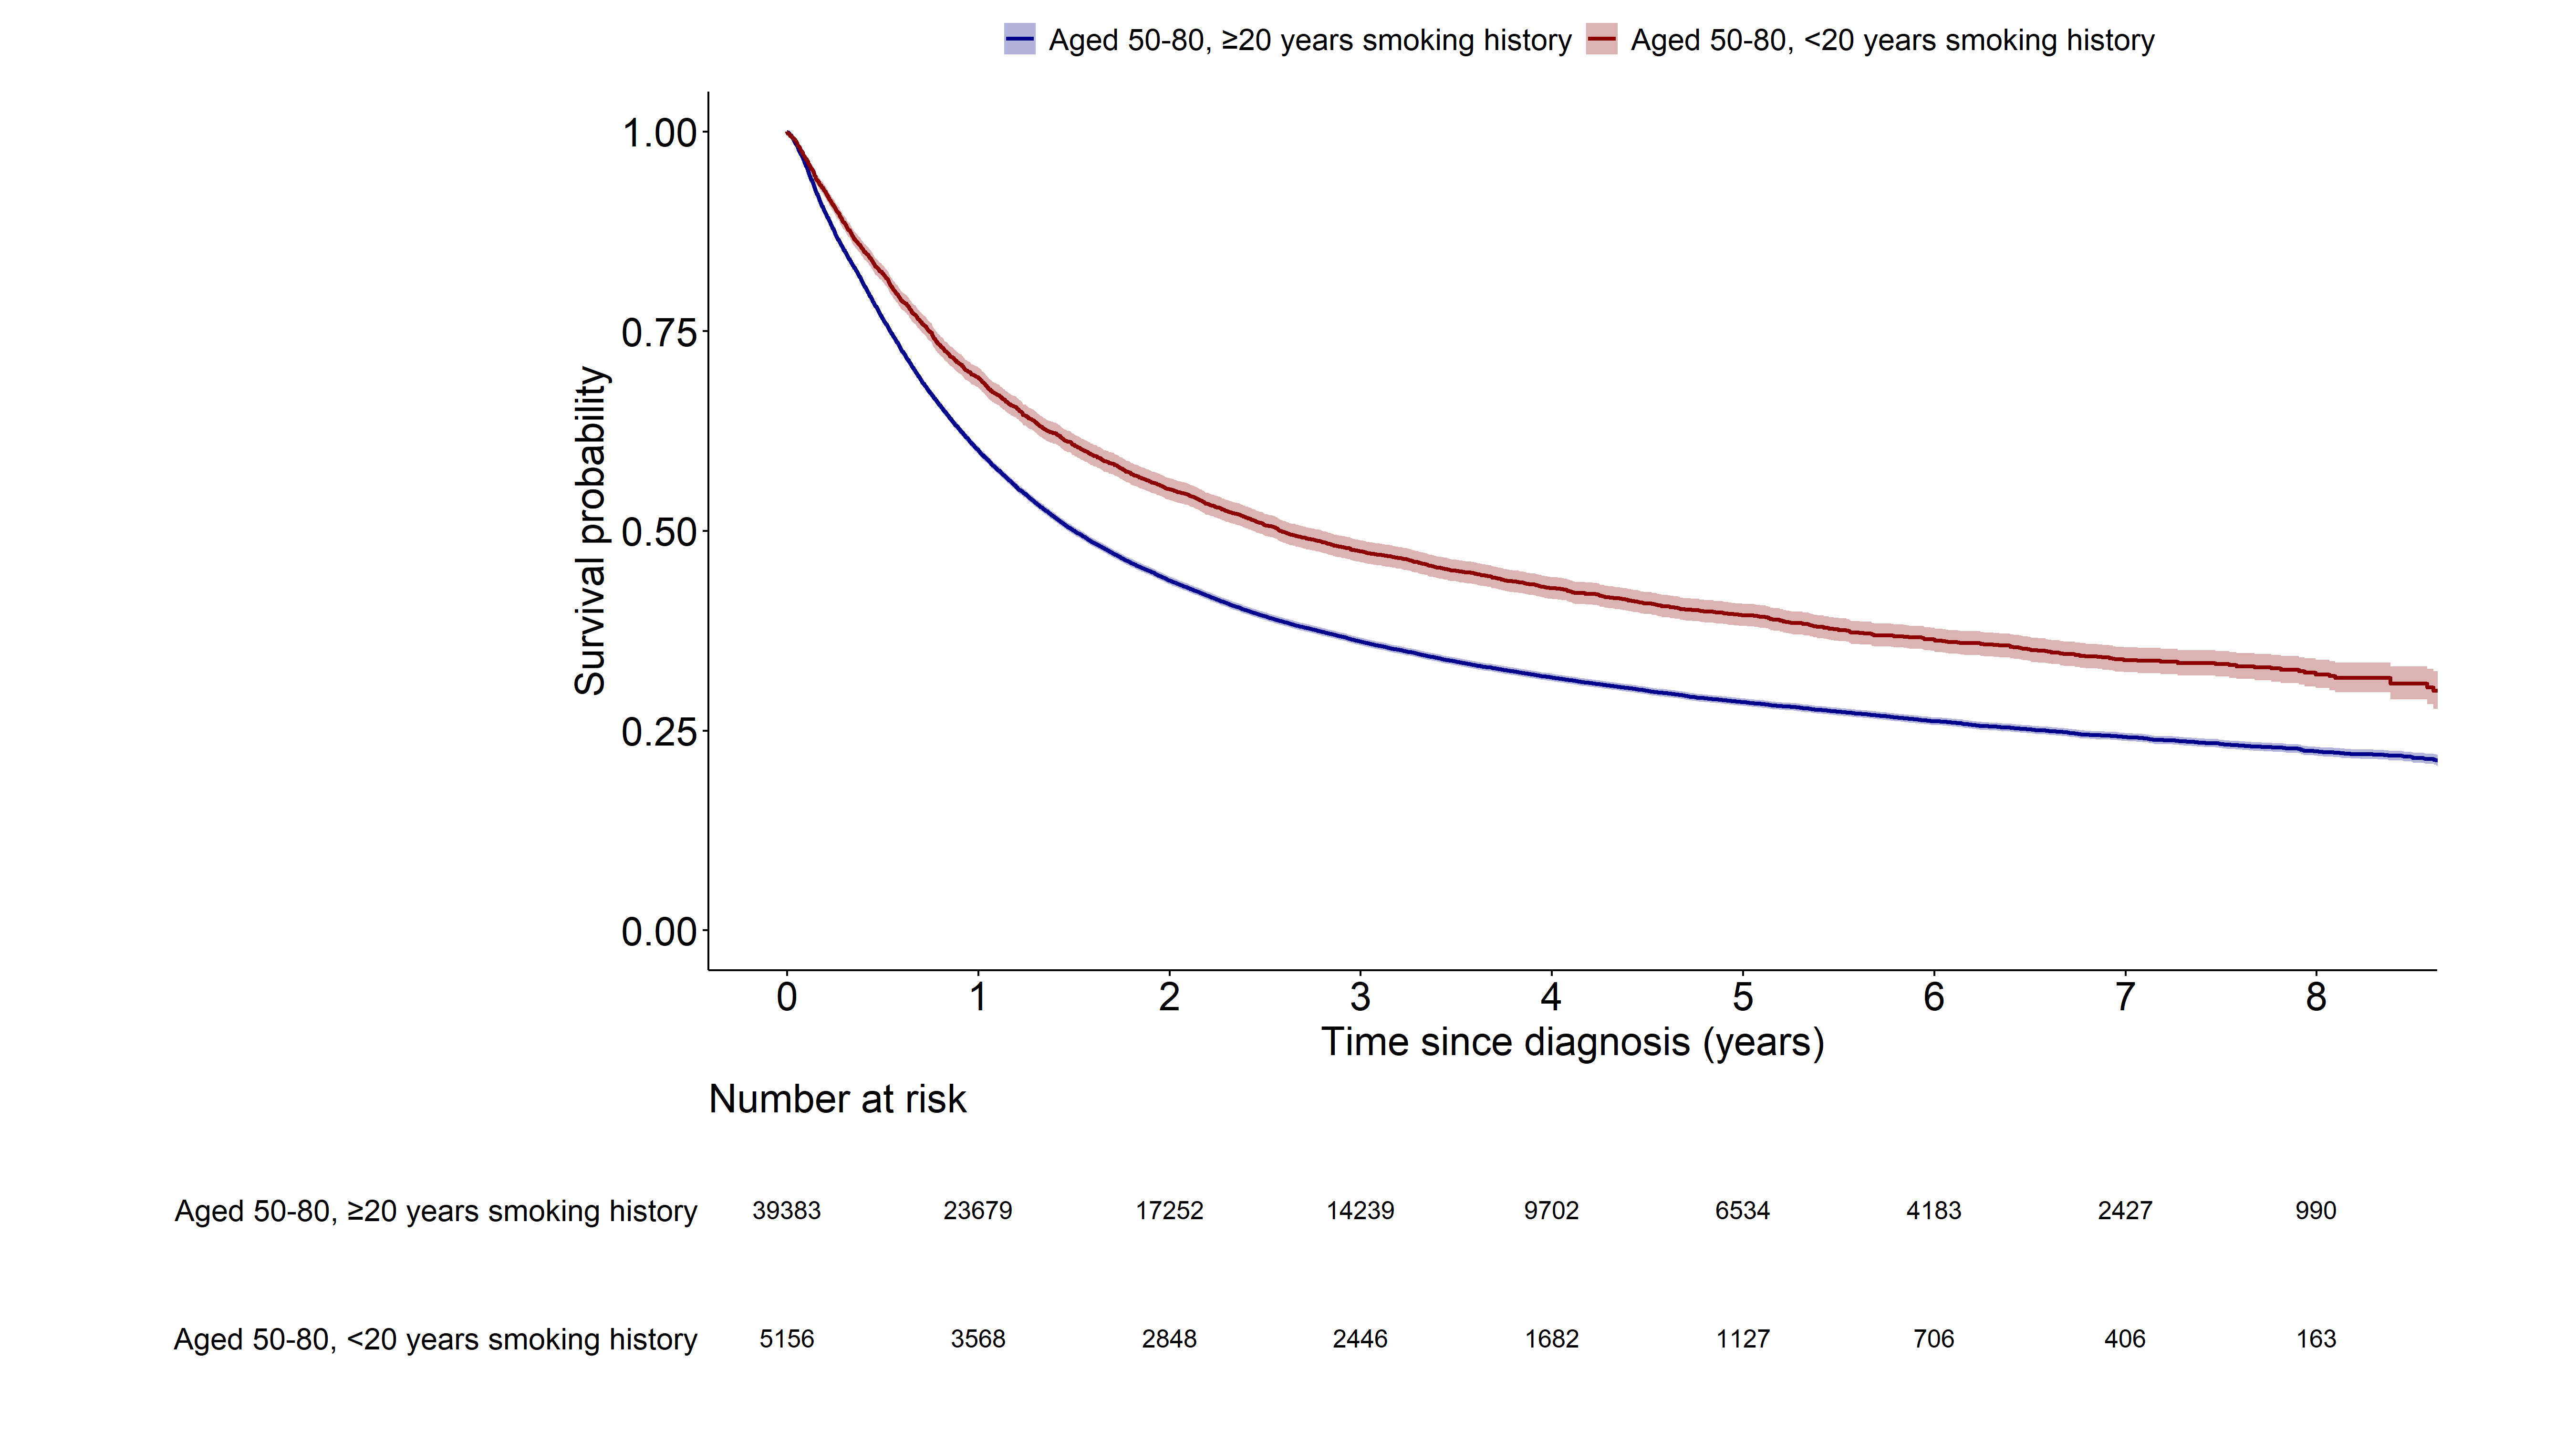 Aged 50-80, ≥20 years smoking history Aged 50-80, <20 years smoking history
1.00
0.75
0.50
0.25
0.00
Survival probability
0 1 2 3 4 5 6 7 8
Time since diagnosis (years)
Number at risk
Aged 50-80, ≥20 years smoking history 39383 23679 17252 14239 9702 6534 4183 2427 990
Aged 50-80, <20 years smoking history 5156 3568 2848 2446 1682 1127 706 406 163